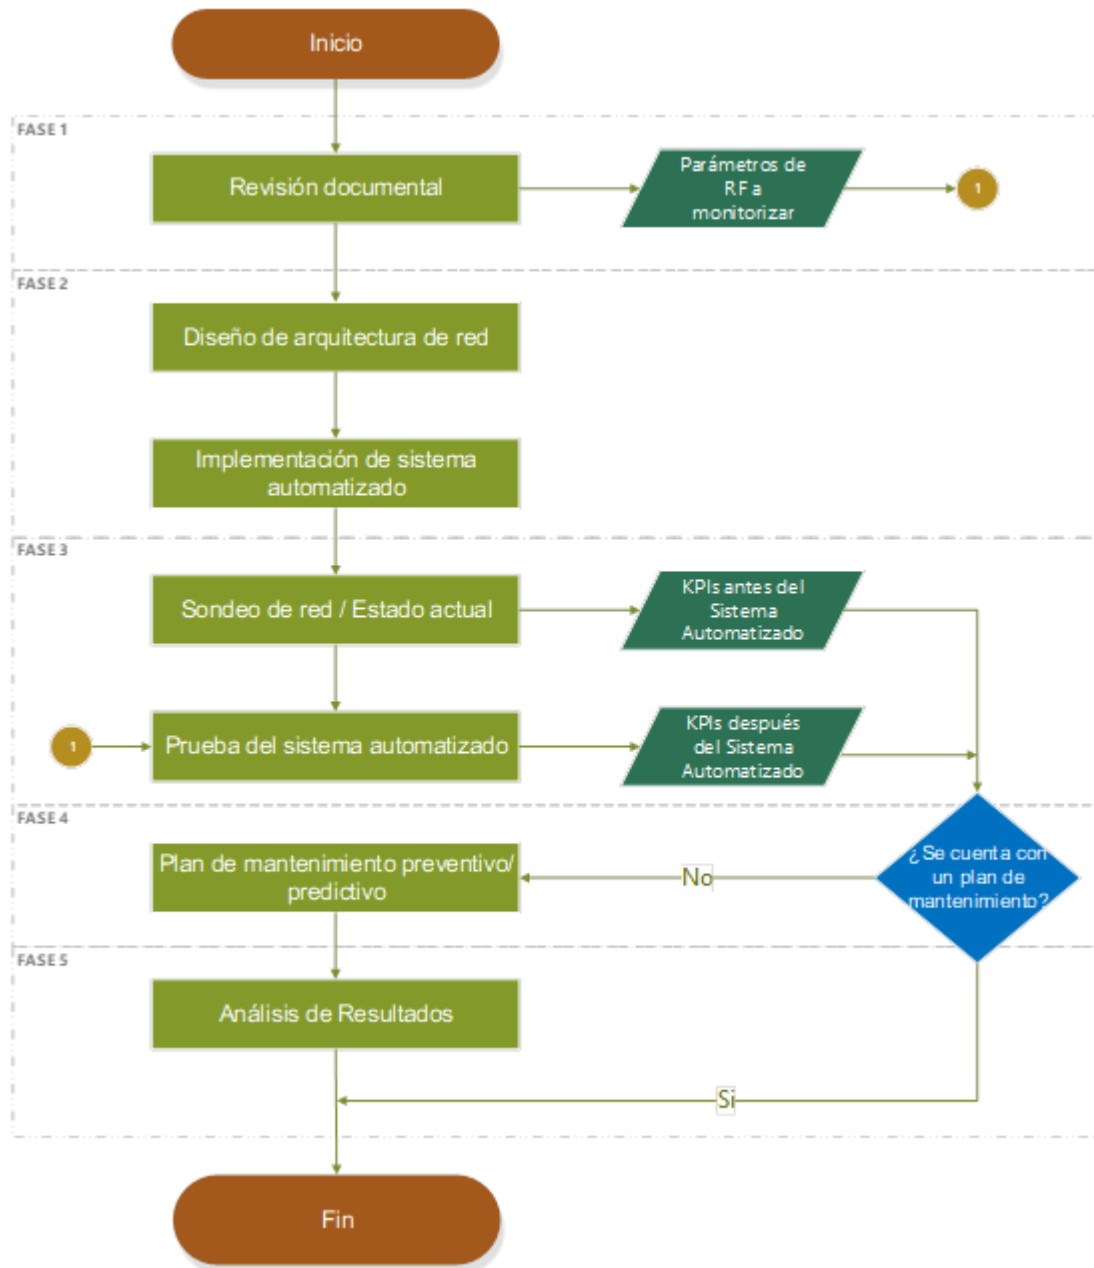 Inicio
FASE 1
Revisión documental
Parámetros de
RF a
monitorizar
1
FASE 2
Diseño de arquitectura de red
Implementación de sistema
automatizado
FASE 3
Sondeo de red / Estado actual
KPIs antes del
Sistema
Automatizado
1
Prueba del sistema automatizado
KPIs después
del Sistema
Automatizado
FASE 4
Plan de mantenimiento preventivo/
predictivo
No
¿Se cuenta con
un plan de
mantenimiento?
FASE 5
Análisis de Resultados
Si
Fin